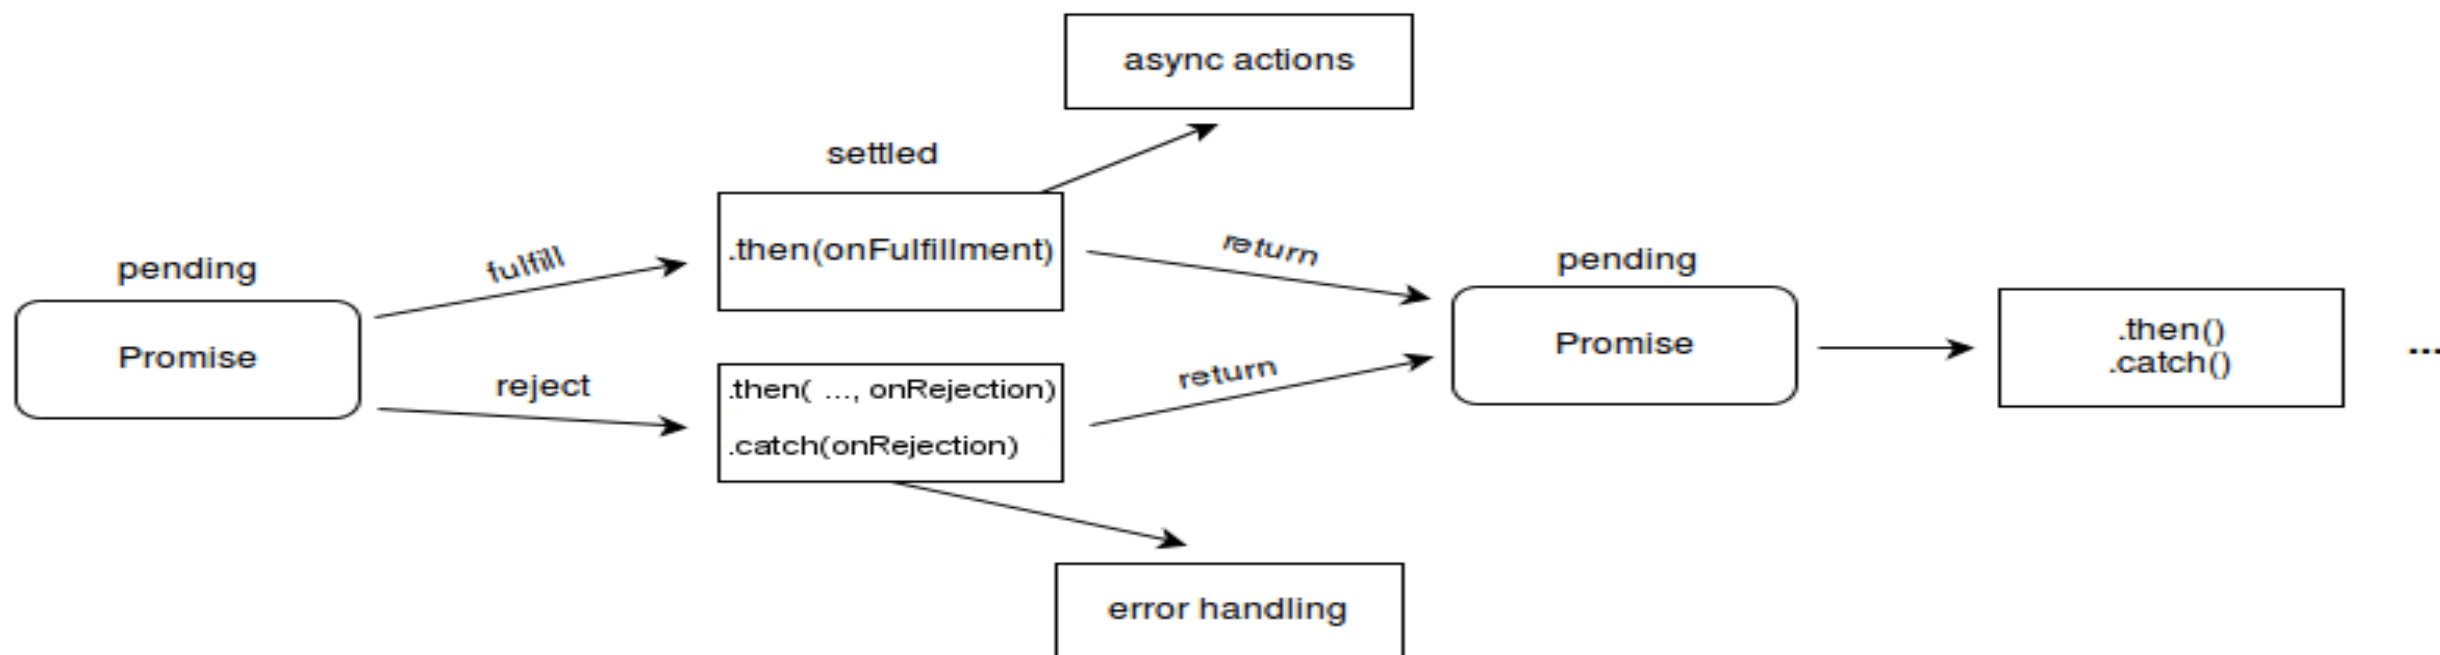 async actions
settled
.then(onFulfillment)
fulfill
return
pending
Promise
pending
Promise
reject
.then( ..., onRejection)
.catch(onRejection)
return
.then()
.catch()
...
error handling